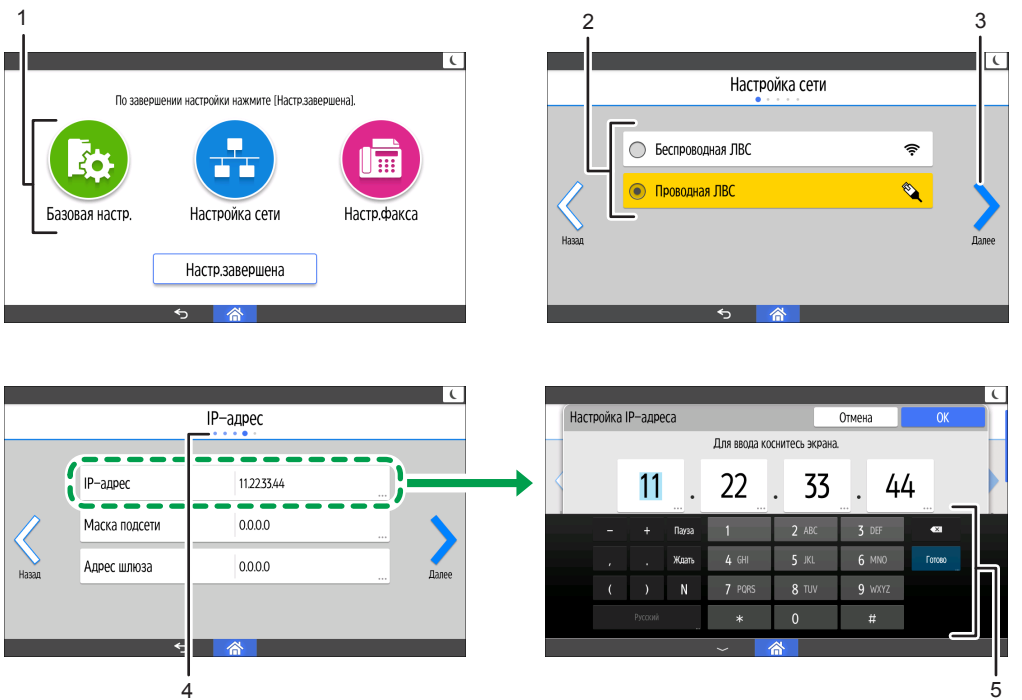 1
По завершении настройки нажмите [Настр.завершена].
Базовая настр.
Настройка сети
Настр.факса
Настр.завершена
2
3
Настройка сети
Беспроводная ЛВС
Проводная ЛВС
Назад
Далее
IP-адрес
IP-адрес 11.22.33.44
...
Маска подсети 0.0.0.0
...
Адрес шлюза 0.0.0.0
...
Назад
Далее
4
Настройка IP-адреса Отмена OK
Для ввода коснитесь экрана.
11 . 22 . 33 . 44
... ... ... ...
- + Пауза 1 2 ABC 3 DEF
, . Ждать 4 GHI 5 JKL 6 MNO Готово
( ) N 7 PQRS 8 TUV 9 WXYZ
Русский * 0 #
5